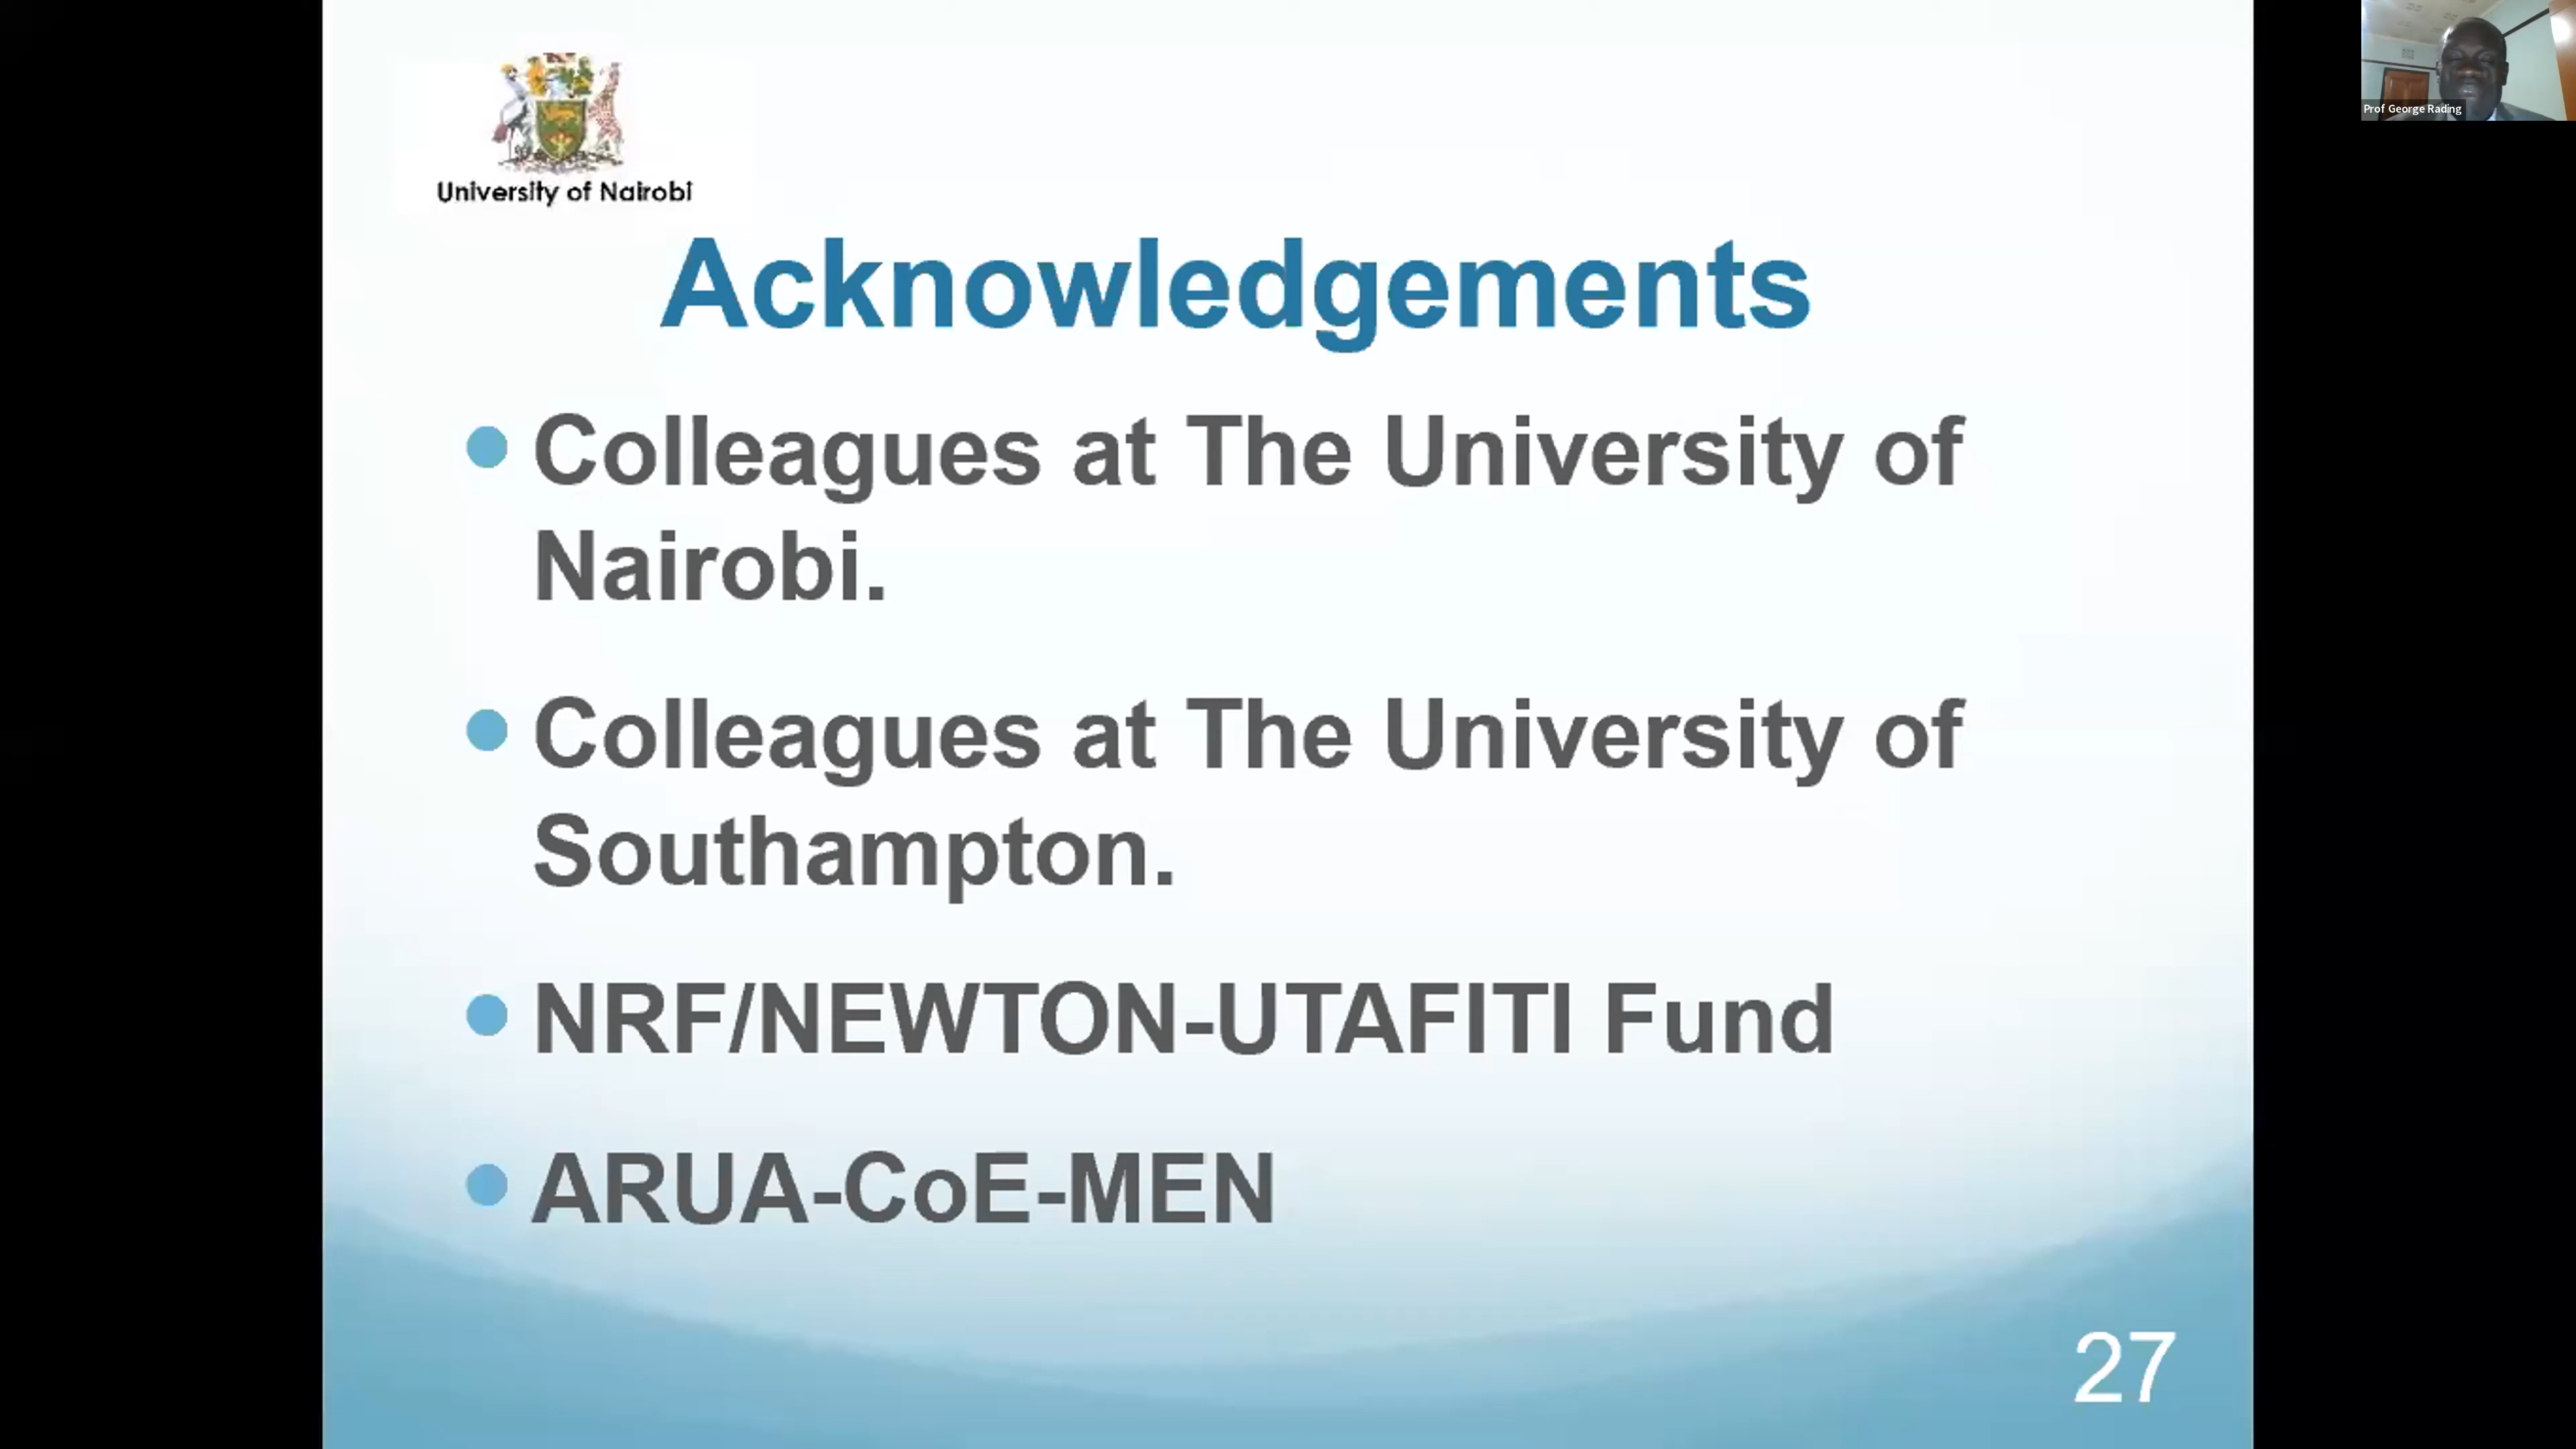 University of Nairobi
Prof George Rading
Acknowledgements
Colleagues at The University of
Nairobi.
Colleagues at The University of
Southampton.
NRF/NEWTON-UTAFITI Fund
ARUA-CoE-MEN
27